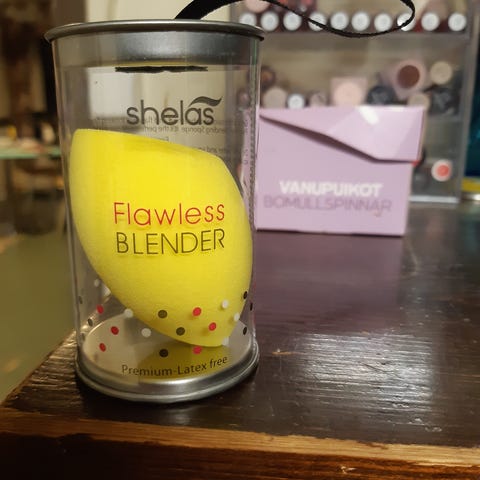 shelas
Flawless
BLENDER
Premium-Latex free
VANUPUIKOT
BOMULLSPINNAR